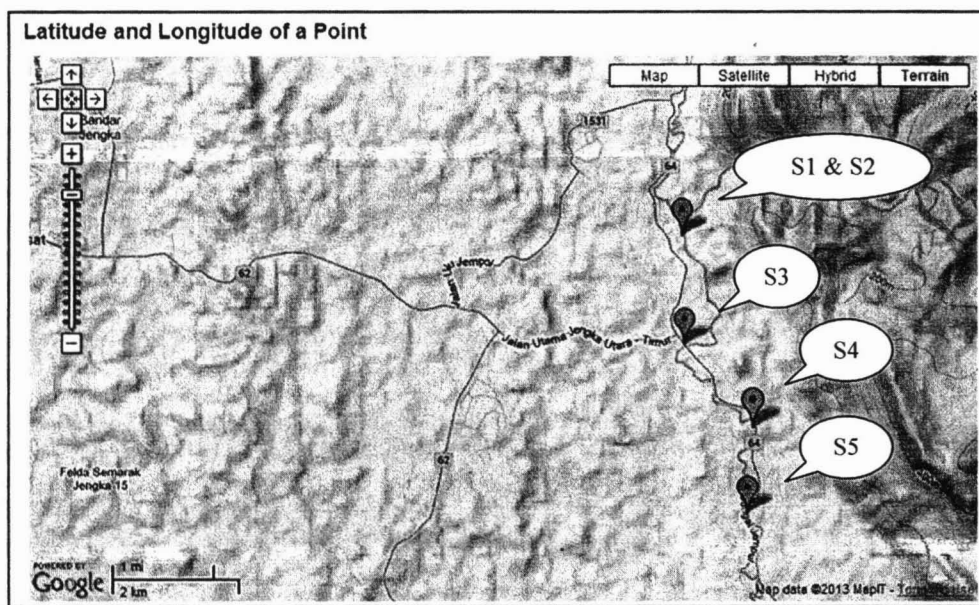 Latitude and Longitude of a Point
Map
Satellite
Hybrid
Terrain
Bandar
Jengka
1531
64
S1 & S2
62
Jempol
S3
Jalan Utama Jengka Utara - Timur
S4
64
S5
62
Felda Semarak
Jengka 15
POWERED BY
Google
1 mi
2 km
Map data ©2013 MapIT -